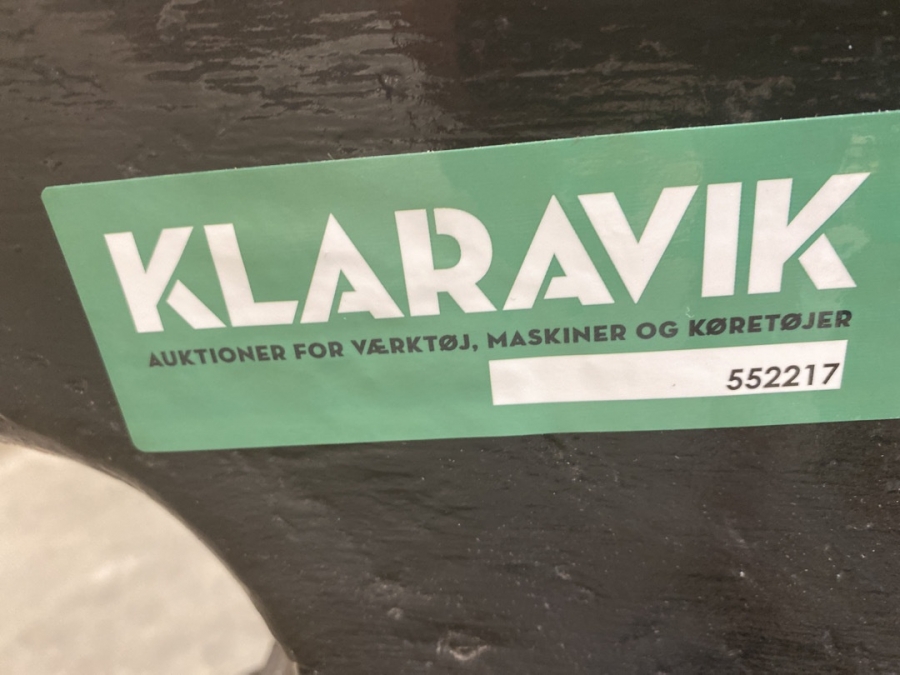 KLARAVIK
AUKTIONER FOR VÆRKTØJ, MASKINER OG KØRETØJER
552217